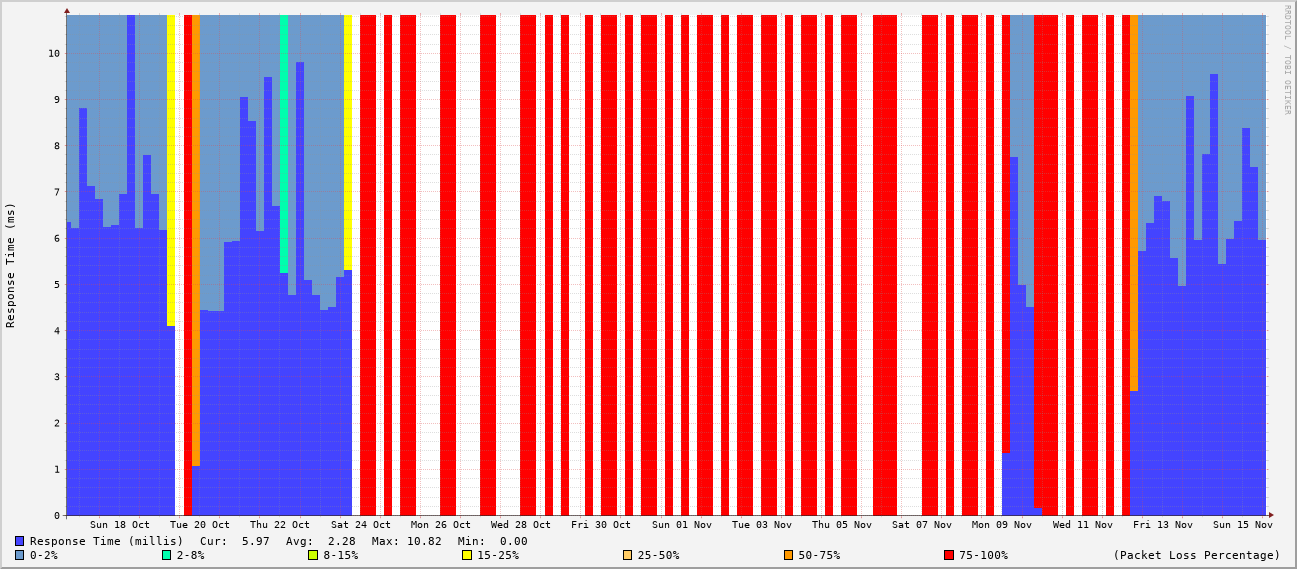 RRDTOOL / TOBI OETIKER
Response Time (ms)
10
9
8
7
6
5
4
3
2
1
0
Sun 18 Oct Tue 20 Oct Thu 22 Oct Sat 24 Oct Mon 26 Oct Wed 28 Oct Fri 30 Oct Sun 01 Nov Tue 03 Nov Thu 05 Nov Sat 07 Nov Mon 09 Nov Wed 11 Nov Fri 13 Nov Sun 15 Nov
Response Time (millis) Cur: 5.97 Avg: 2.28 Max: 10.82 Min: 0.00
0-2% 2-8% 8-15% 15-25% 25-50% 50-75% 75-100% (Packet Loss Percentage)